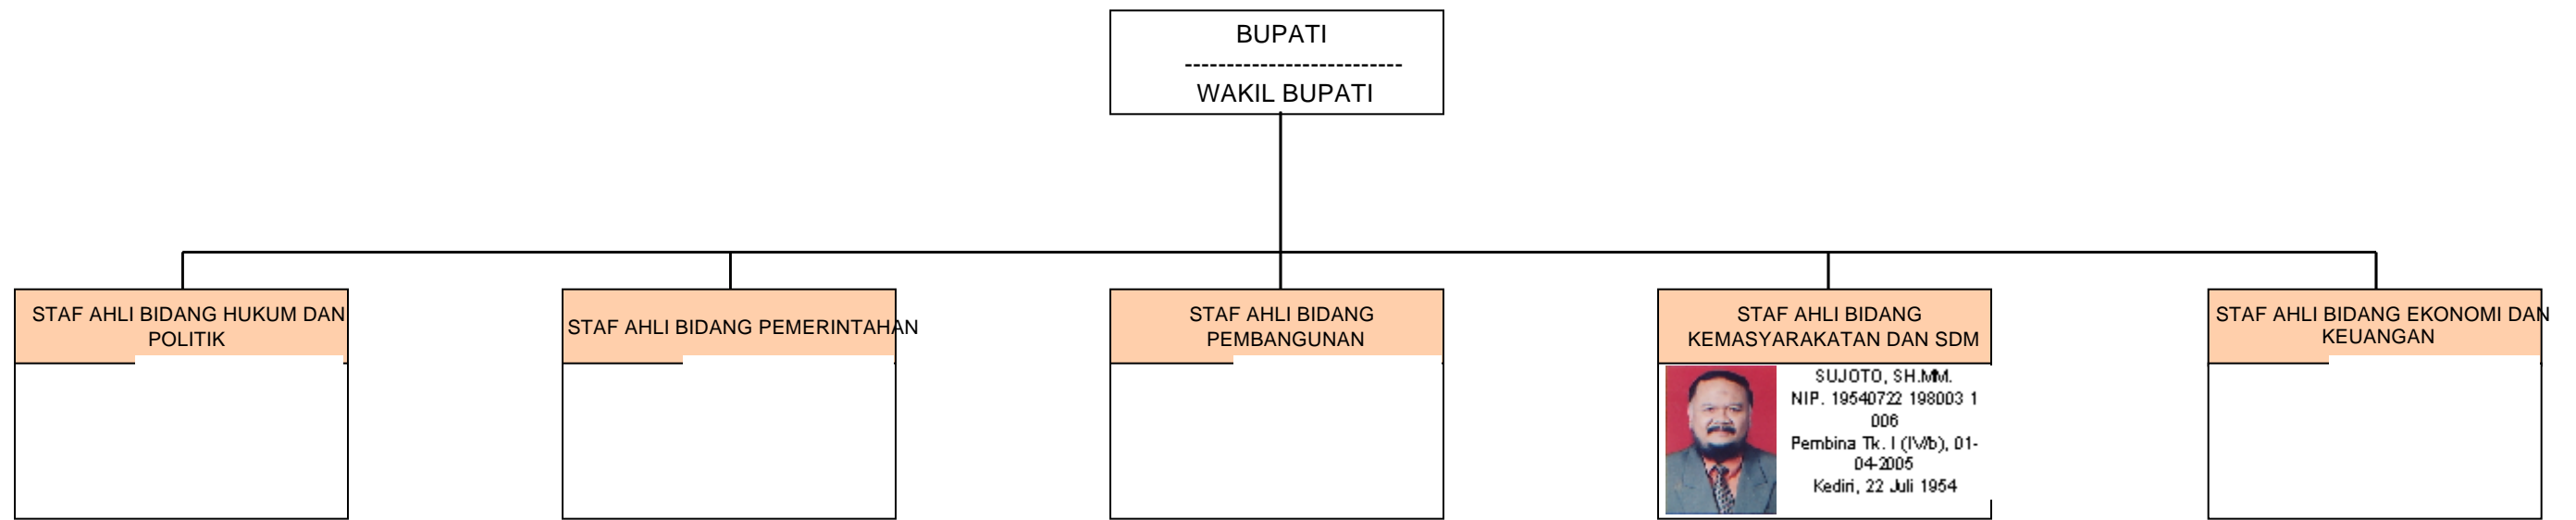 BUPATI
--------------------------
WAKIL BUPATI
STAF AHLI BIDANG HUKUM DAN
POLITIK
STAF AHLI BIDANG PEMERINTAHAN
STAF AHLI BIDANG
PEMBANGUNAN
STAF AHLI BIDANG
KEMASYARAKATAN DAN SDM
SUJOTO, SH.MM.
NIP. 19540722 198003 1
006
Pembina Tk. I (IV/b), 01-
04-2005
Kediri, 22 Juli 1954
STAF AHLI BIDANG EKONOMI DAN
KEUANGAN